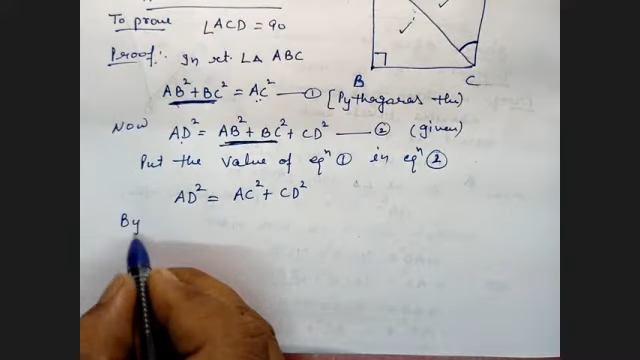 To prove ∠ACD = 90
Proof: In rt. ∠∆ ABC
B C
AB² + BC² = AC² — ① [Pythagoras th)
Now AD² = AB² + BC² + CD² — ② (given)
Put the value of eqⁿ ① in eqⁿ ②
AD² = AC² + CD²
By